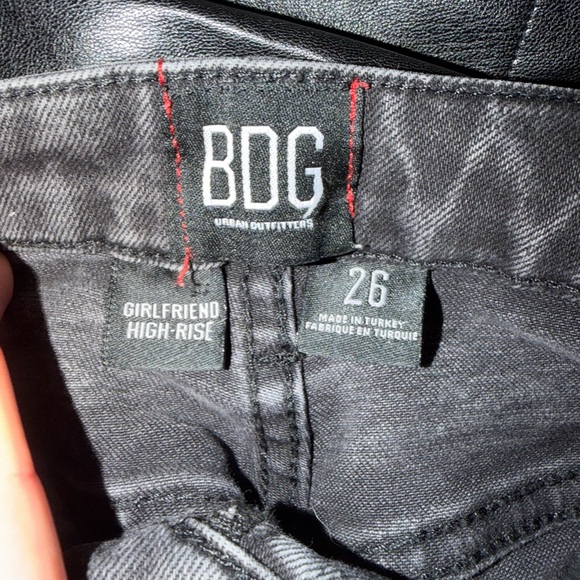 BDG
URBAN OUTFITTERS
GIRLFRIEND
HIGH-RISE
26
MADE IN TURKEY
FABRIQUE EN TURQUIE